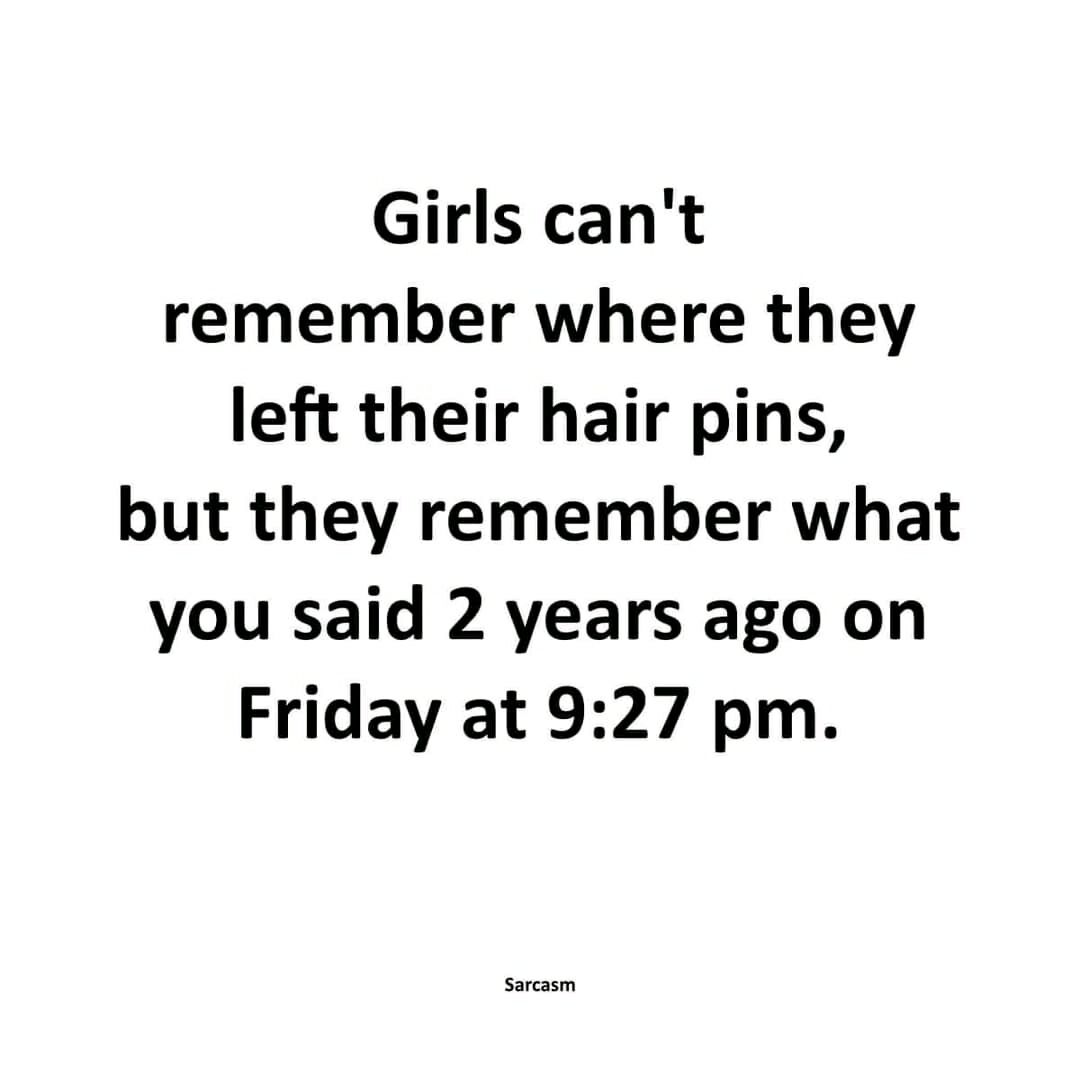 Girls can't
remember where they
left their hair pins,
but they remember what
you said 2 years ago on
Friday at 9:27 pm.
Sarcasm